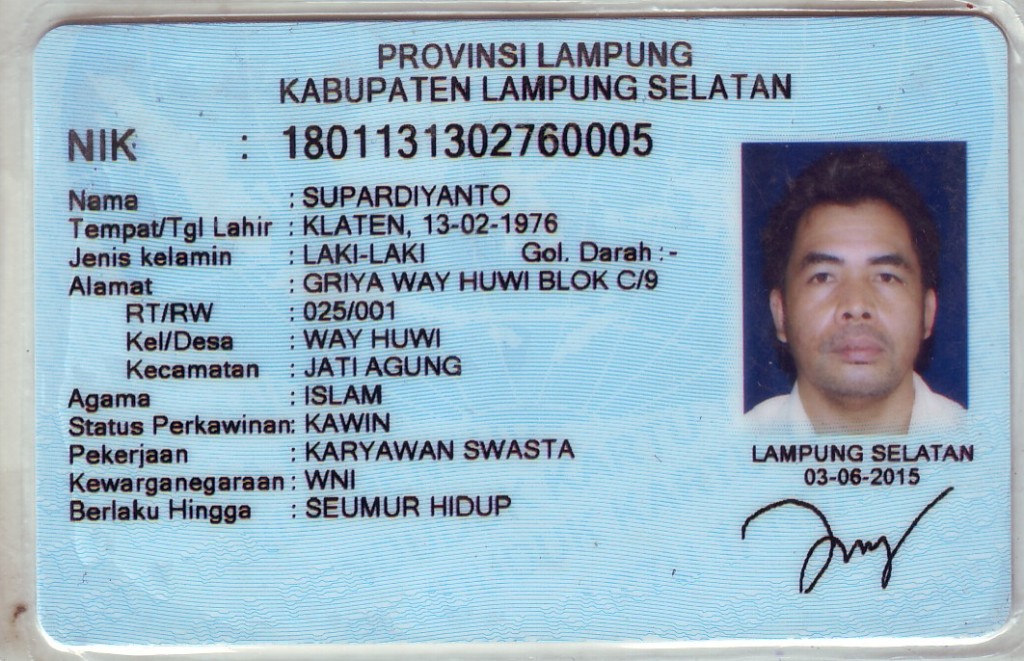 PROVINSI LAMPUNG
KABUPATEN LAMPUNG SELATAN
NIK : 1801131302760005
Nama : SUPARDIYANTO
Tempat/Tgl Lahir : KLATEN, 13-02-1976
Jenis kelamin : LAKI-LAKI Gol. Darah : -
Alamat : GRIYA WAY HUWI BLOK C/9
RT/RW : 025/001
Kel/Desa : WAY HUWI
Kecamatan : JATI AGUNG
Agama : ISLAM
Status Perkawinan: KAWIN
Pekerjaan : KARYAWAN SWASTA
Kewarganegaraan : WNI
Berlaku Hingga : SEUMUR HIDUP
LAMPUNG SELATAN
03-06-2015